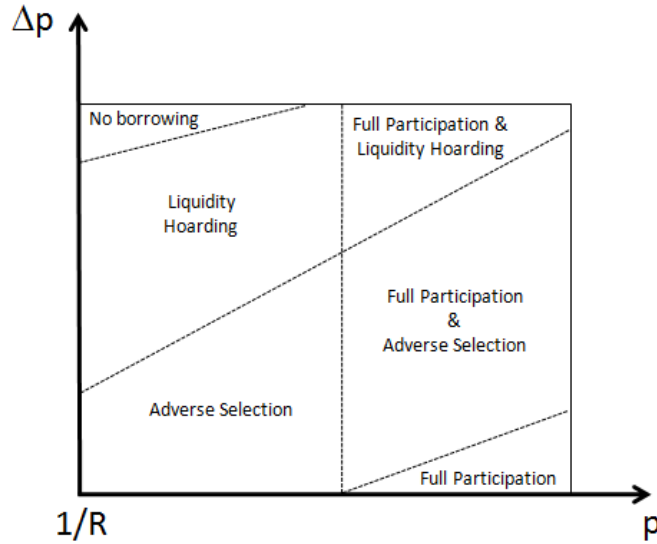 Δp
No borrowing
Full Participation &
Liquidity Hoarding
Liquidity
Hoarding
Full Participation
&
Adverse Selection
Adverse Selection
Full Participation
1/R
p